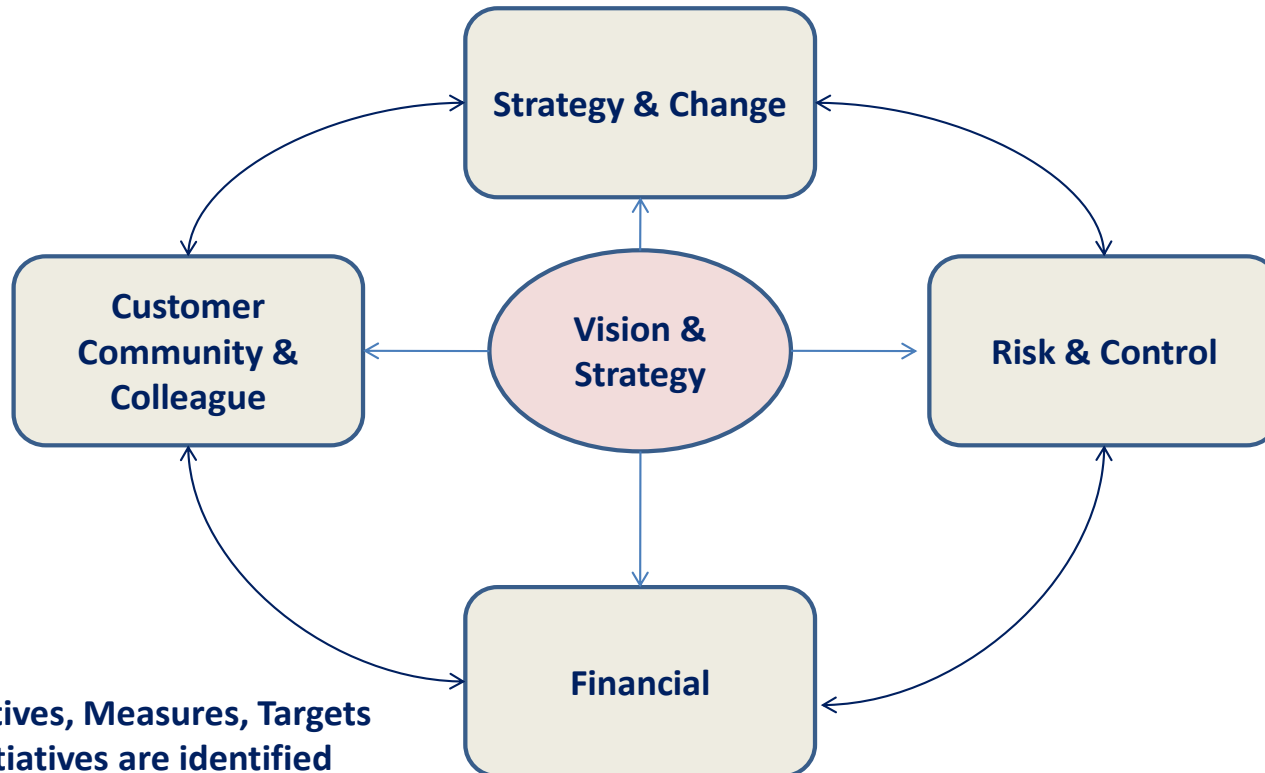 Strategy & Change
Customer
Community &
Colleague
Vision &
Strategy
Risk & Control
Financial
tives, Measures, Targets
tiatives are identified